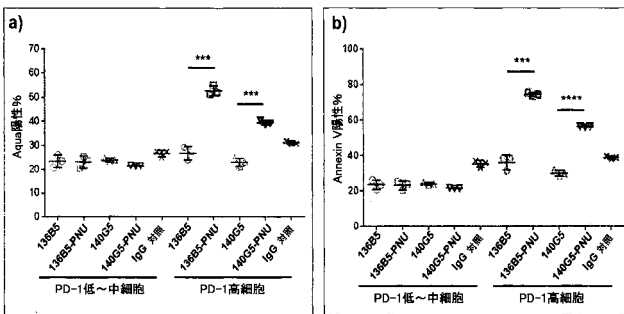 a)
Aqua陽性%
70
60
50
40
30
20
10
0
***
***
136B5
136B5-PNU
140G5
140G5-PNU
IgG 対照
136B5
136B5-PNU
140G5
140G5-PNU
IgG 対照
PD-1低～中細胞
PD-1高細胞
b)
Annexin V陽性%
100
80
60
40
20
0
***
****
136B5
136B5-PNU
140G5
140G5-PNU
IgG 対照
136B5
136B5-PNU
140G5
140G5-PNU
IgG 対照
PD-1低～中細胞
PD-1高細胞